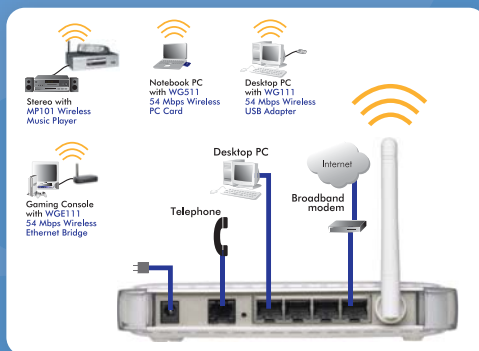 Stereo with
MP101 Wireless
Music Player
Notebook PC
with WG511
54 Mbps Wireless
PC Card
Desktop PC
with WG111
54 Mbps Wireless
USB Adapter
Gaming Console
with WGE111
54 Mbps Wireless
Ethernet Bridge
Desktop PC
Internet
Broadband
modem
Telephone